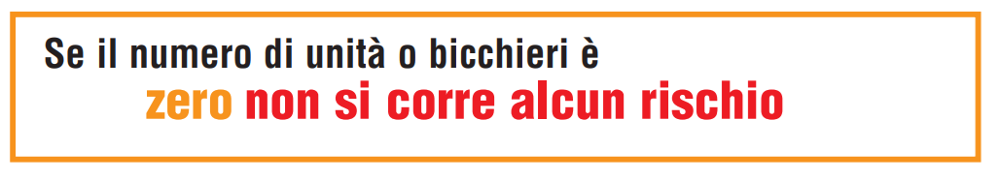 Se il numero di unità o bicchieri è
zero non si corre alcun rischio